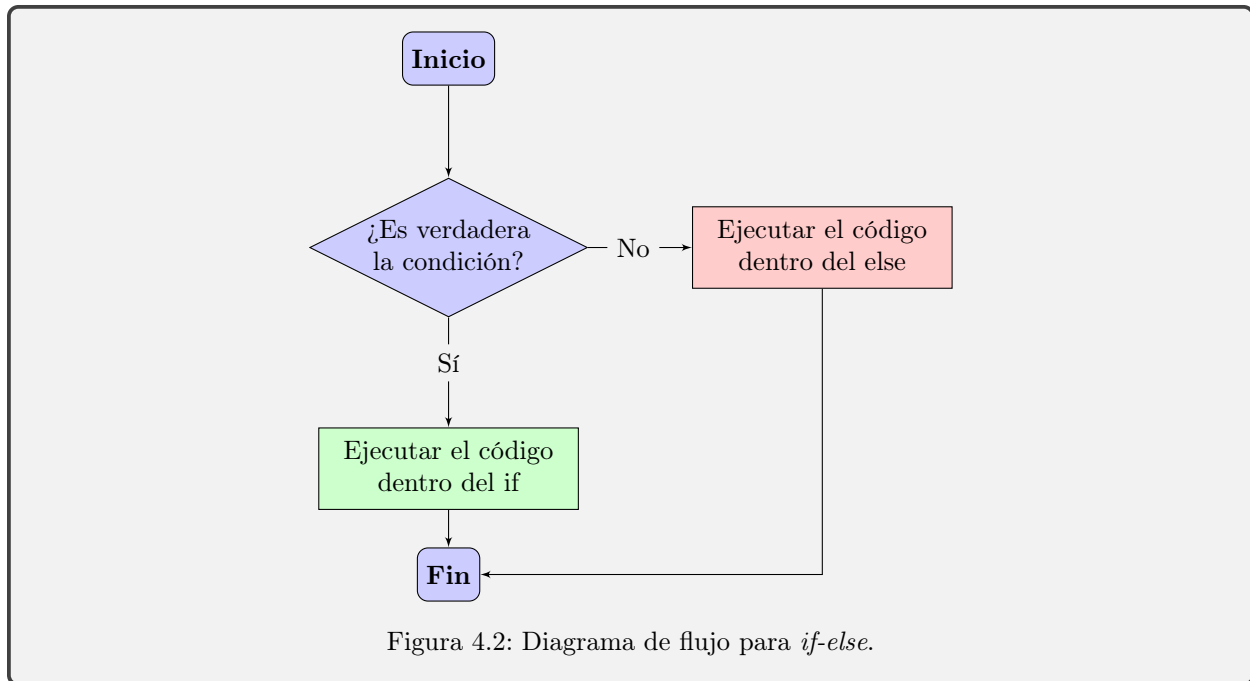 Inicio
¿Es verdadera
la condición?
No
Ejecutar el código
dentro del else
Sí
Ejecutar el código
dentro del if
Fin
Figura 4.2: Diagrama de flujo para if-else.